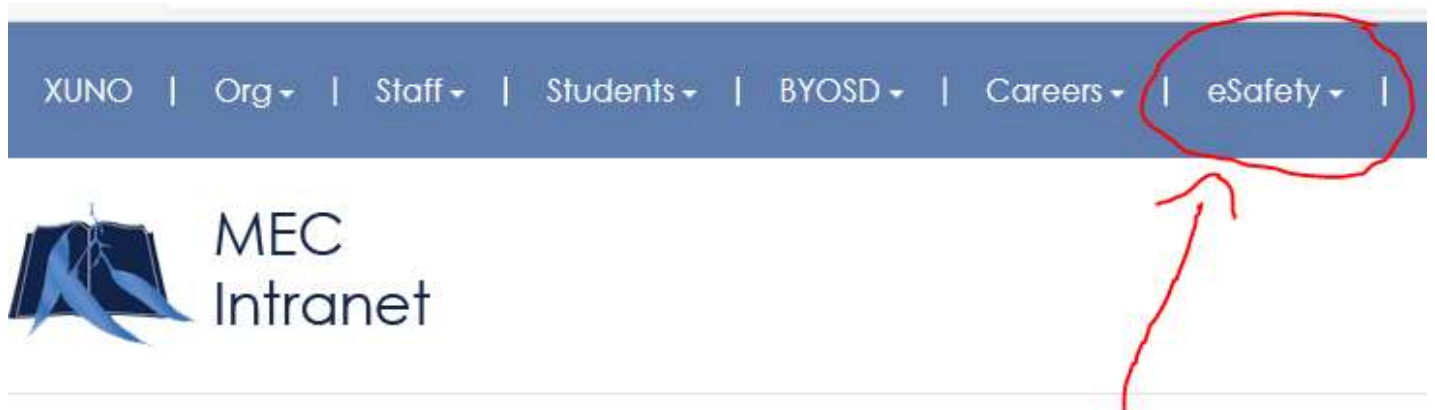 XUNO | Org | Staff | Students | BYOSD | Careers | eSafety |
MEC
Intranet